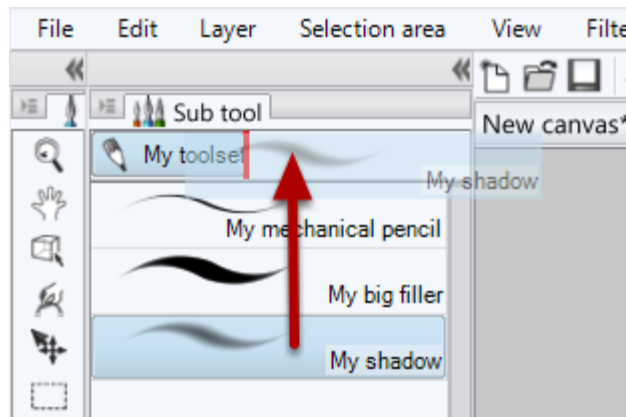 File Edit Layer Selection area View Filte
Sub tool
New canvas*
My toolset
My shadow
My mechanical pencil
My big filler
My shadow